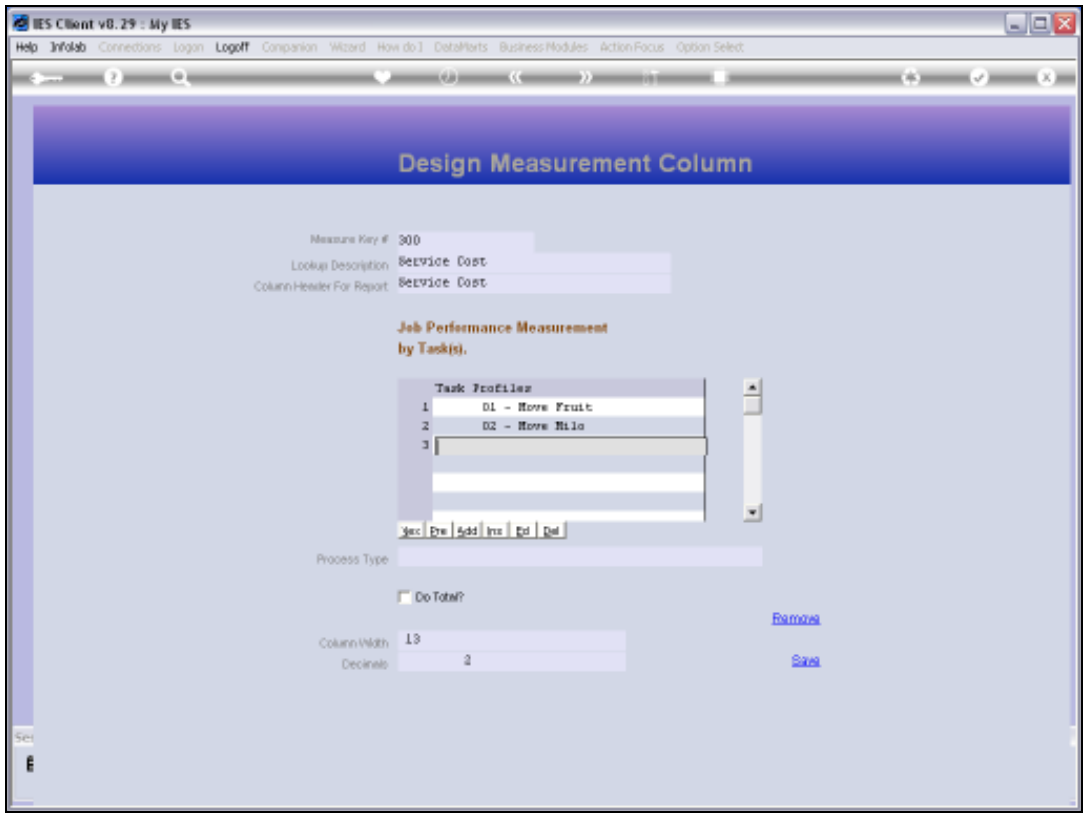 IES Client v8.29 : My IES
Help Infolab Connections Logon Logoff Companion Wizard How do I DataMarts Business Modules Action Focus Option Select
Design Measurement Column
Measure Key # 300
Lookup Description Service Cost
Column Header For Report Service Cost
Job Performance Measurement
by Task(s).
Task Profiles
1 01 - Move Fruit
2 02 - Move Milo
3
Nex Pre Add Ins Ed Del
Process Type
Do Total?
Remove
Column Width 13
Decimals 2
Save
Ses